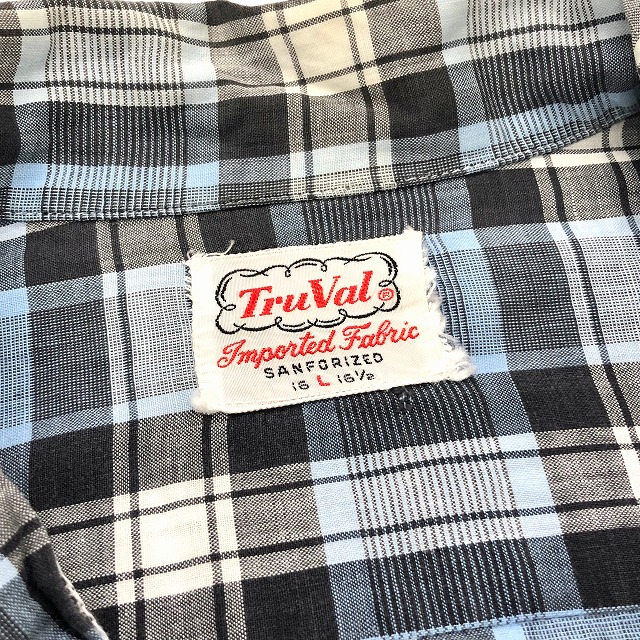 TruVal®
Imported Fabric
SANFORIZED
16 L 16½